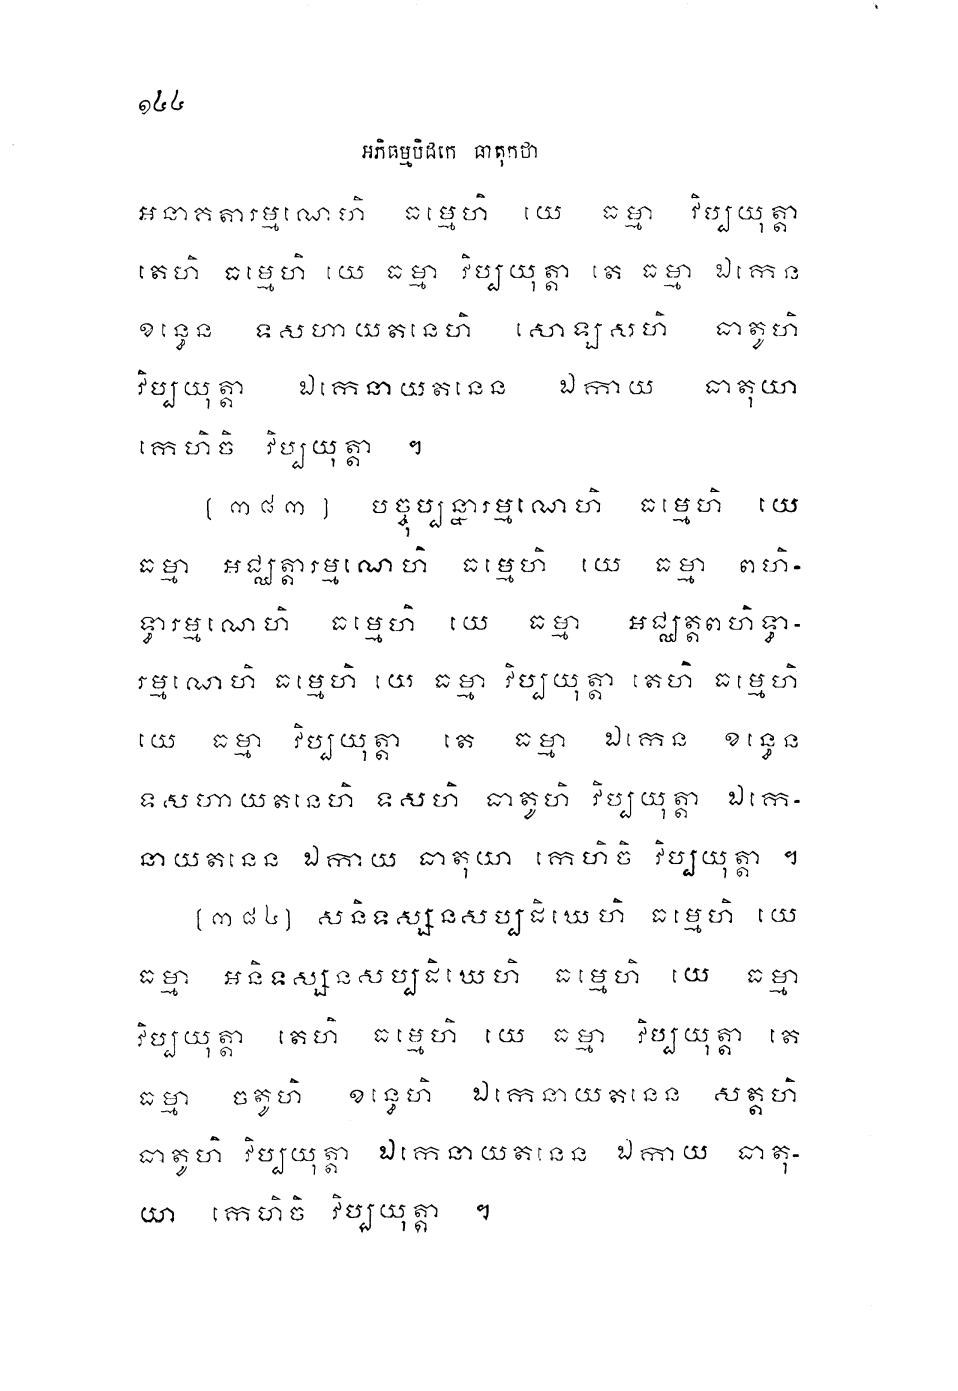 ១៤៤
អភិធម្មបិដកេ ធាតុកថា
អនាគតារម្មណេហិ ធម្មេហិ យេ ធម្មា វិប្បយុត្តា
តេហិ ធម្មេហិ យេ ធម្មា វិប្បយុត្តា តេ ធម្មា ឯកេន
ខន្ធេន ទសហាយតនេហិ សោឡសហិ ធាតូហិ
វិប្បយុត្តា ឯកេនាយតនេន ឯកាយ ធាតុយា
កេហិចិ វិប្បយុត្តា ។
[៣៨៣] បច្ចុប្បន្នារម្មណេហិ ធម្មេហិ យេ
ធម្មា អជ្ឈត្តារម្មណេហិ ធម្មេហិ យេ ធម្មា ពហិ-
ទ្ធារម្មណេហិ ធម្មេហិ យេ ធម្មា អជ្ឈត្តពហិទ្ធា-
រម្មណេហិ ធម្មេហិ យេ ធម្មា វិប្បយុត្តា តេហិ ធម្មេហិ
យេ ធម្មា វិប្បយុត្តា តេ ធម្មា ឯកេន ខន្ធេន
ទសហាយតនេហិ ទសហិ ធាតូហិ វិប្បយុត្តា ឯកេ-
នាយតនេន ឯកាយ ធាតុយា កេហិចិ វិប្បយុត្តា ។
[៣៨៤] សនិទស្សនសប្បដិឃេហិ ធម្មេហិ យេ
ធម្មា អនិទស្សនសប្បដិឃេហិ ធម្មេហិ យេ ធម្មា
វិប្បយុត្តា តេហិ ធម្មេហិ យេ ធម្មា វិប្បយុត្តា តេ
ធម្មា ចតូហិ ខន្ធេហិ ឯកេនាយតនេន សត្តហិ
ធាតូហិ វិប្បយុត្តា ឯកេនាយតនេន ឯកាយ ធាតុ-
យា កេហិចិ វិប្បយុត្តា ។